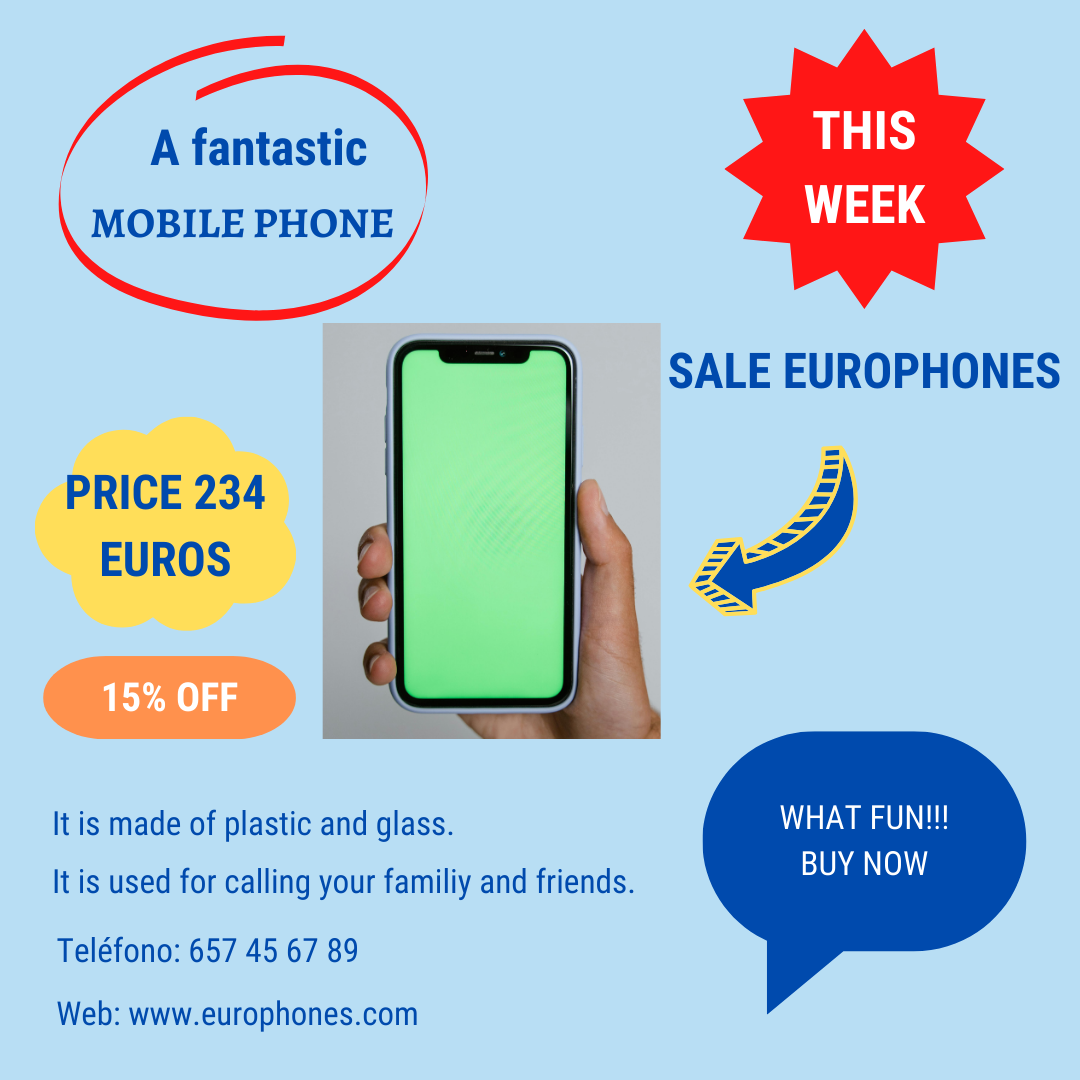 A fantastic
MOBILE PHONE
THIS
WEEK
SALE EUROPHONES
PRICE 234
EUROS
15% OFF
It is made of plastic and glass.
It is used for calling your familiy and friends.
Teléfono: 657 45 67 89
Web: www.europhones.com
WHAT FUN!!!
BUY NOW